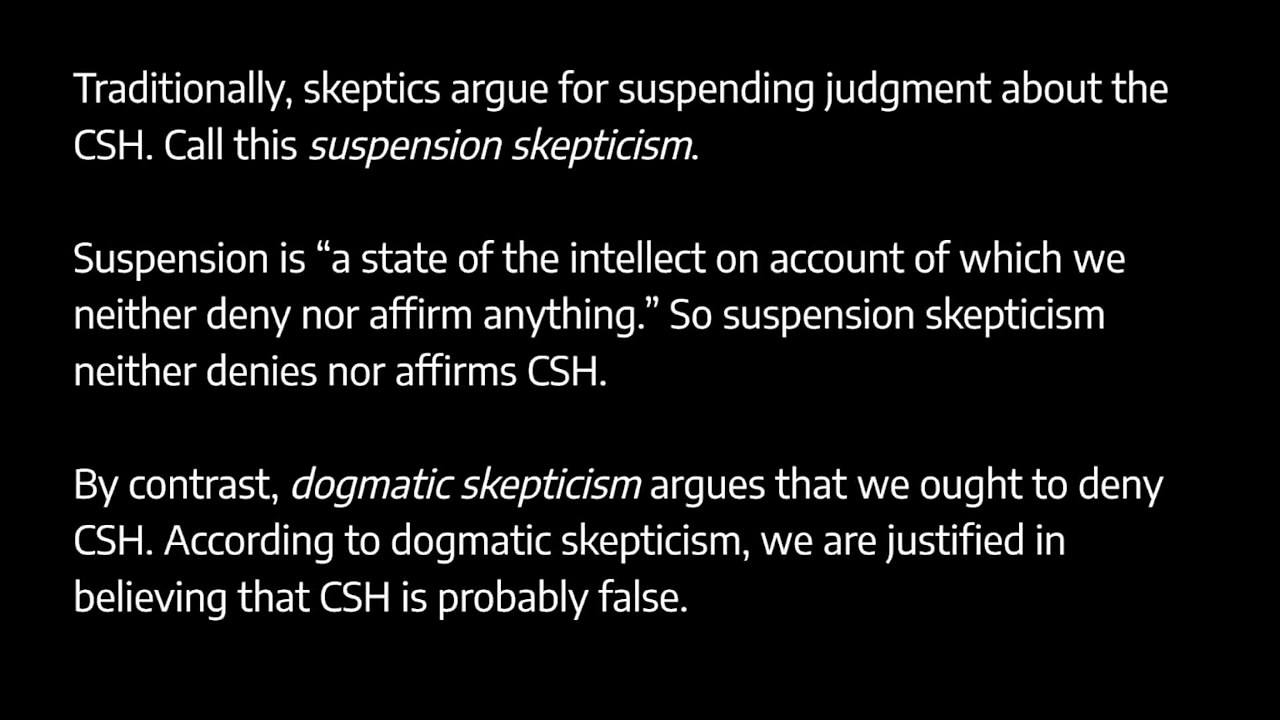 Traditionally, skeptics argue for suspending judgment about the
CSH. Call this suspension skepticism.
Suspension is “a state of the intellect on account of which we
neither deny nor affirm anything.” So suspension skepticism
neither denies nor affirms CSH.
By contrast, dogmatic skepticism argues that we ought to deny
CSH. According to dogmatic skepticism, we are justified in
believing that CSH is probably false.